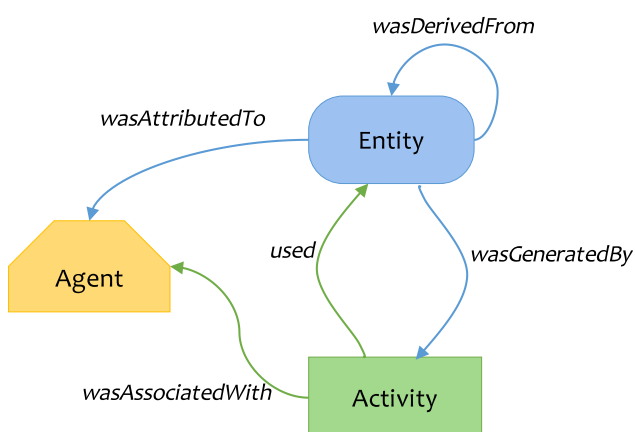 wasDerivedFrom
wasAttributedTo
Entity
used
wasGeneratedBy
Agent
wasAssociatedWith
Activity